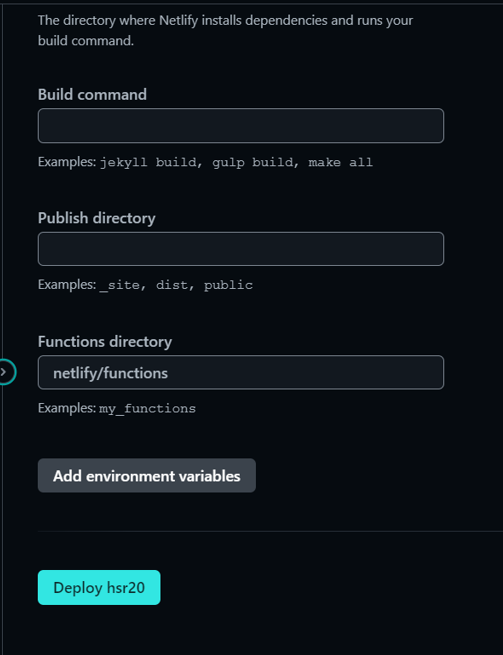 The directory where Netlify installs dependencies and runs your
build command.
Build command
Examples: jekyll build, gulp build, make all
Publish directory
Examples: _site, dist, public
Functions directory
netlify/functions
Examples: my_functions
Add environment variables
Deploy hsr20